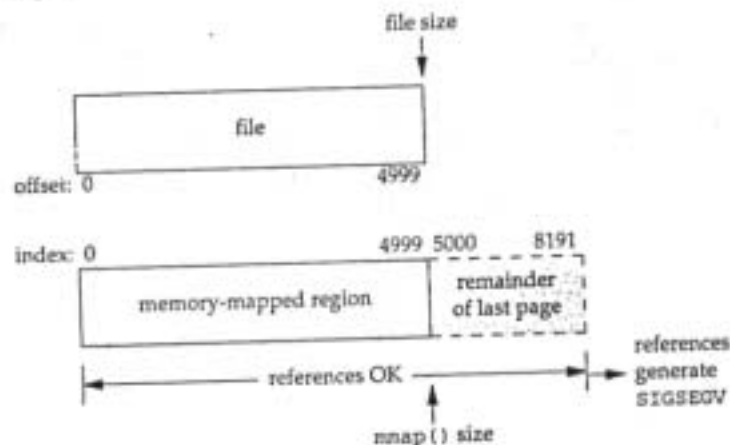 file size
file
offset: 0 4999
index: 0 4999 5000 8191
memory-mapped region
remainder
of last page
references OK
references
generate
SIGSEGV
mmap() size